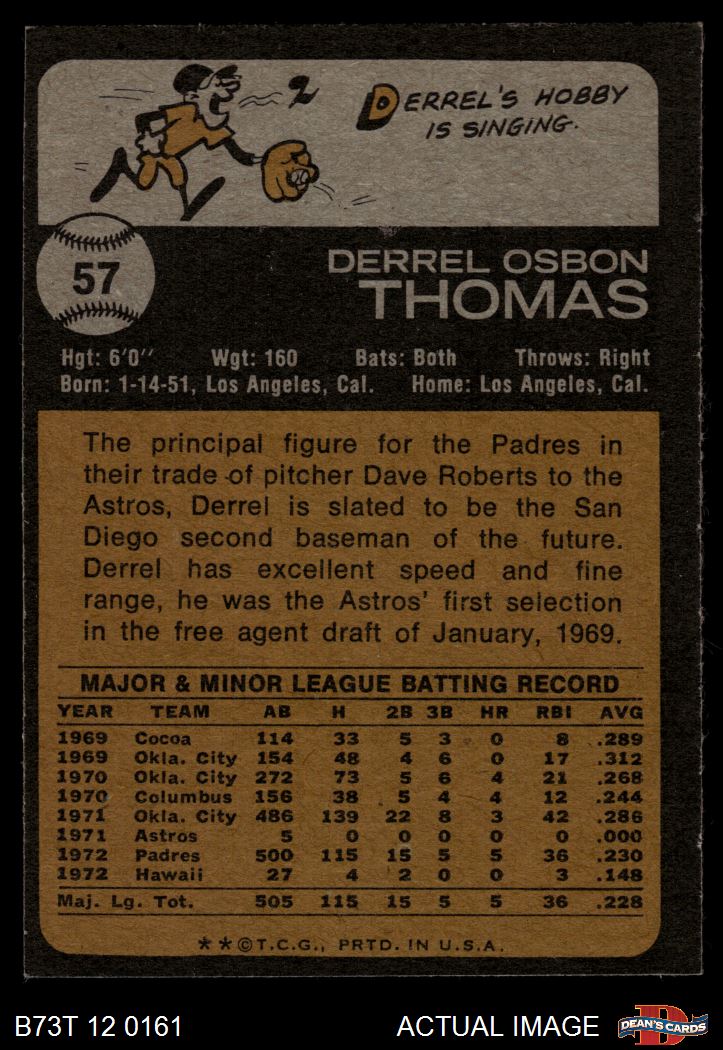 DERREL'S HOBBY
IS SINGING.
57
DERREL OSBON
THOMAS
Hgt: 6'0" Wgt: 160 Bats: Both Throws: Right
Born: 1-14-51, Los Angeles, Cal. Home: Los Angeles, Cal.
The principal figure for the Padres in
their trade of pitcher Dave Roberts to the
Astros, Derrel is slated to be the San
Diego second baseman of the future.
Derrel has excellent speed and fine
range, he was the Astros' first selection
in the free agent draft of January, 1969.
MAJOR & MINOR LEAGUE BATTING RECORD
YEAR TEAM AB H 2B 3B HR RBI AVG
1969 Cocoa 114 33 5 3 0 8 .289
1969 Okla. City 154 48 4 6 0 17 .312
1970 Okla. City 272 73 5 6 4 21 .268
1970 Columbus 156 38 5 4 4 12 .244
1971 Okla. City 486 139 22 8 3 42 .286
1971 Astros 5 0 0 0 0 0 .000
1972 Padres 500 115 15 5 5 36 .230
1972 Hawaii 27 4 2 0 0 3 .148
Maj. Lg. Tot. 505 115 15 5 5 36 .228
**©T.C.G., PRTD. IN U.S.A.
B73T 12 0161 ACTUAL IMAGE DEAN'S CARDS